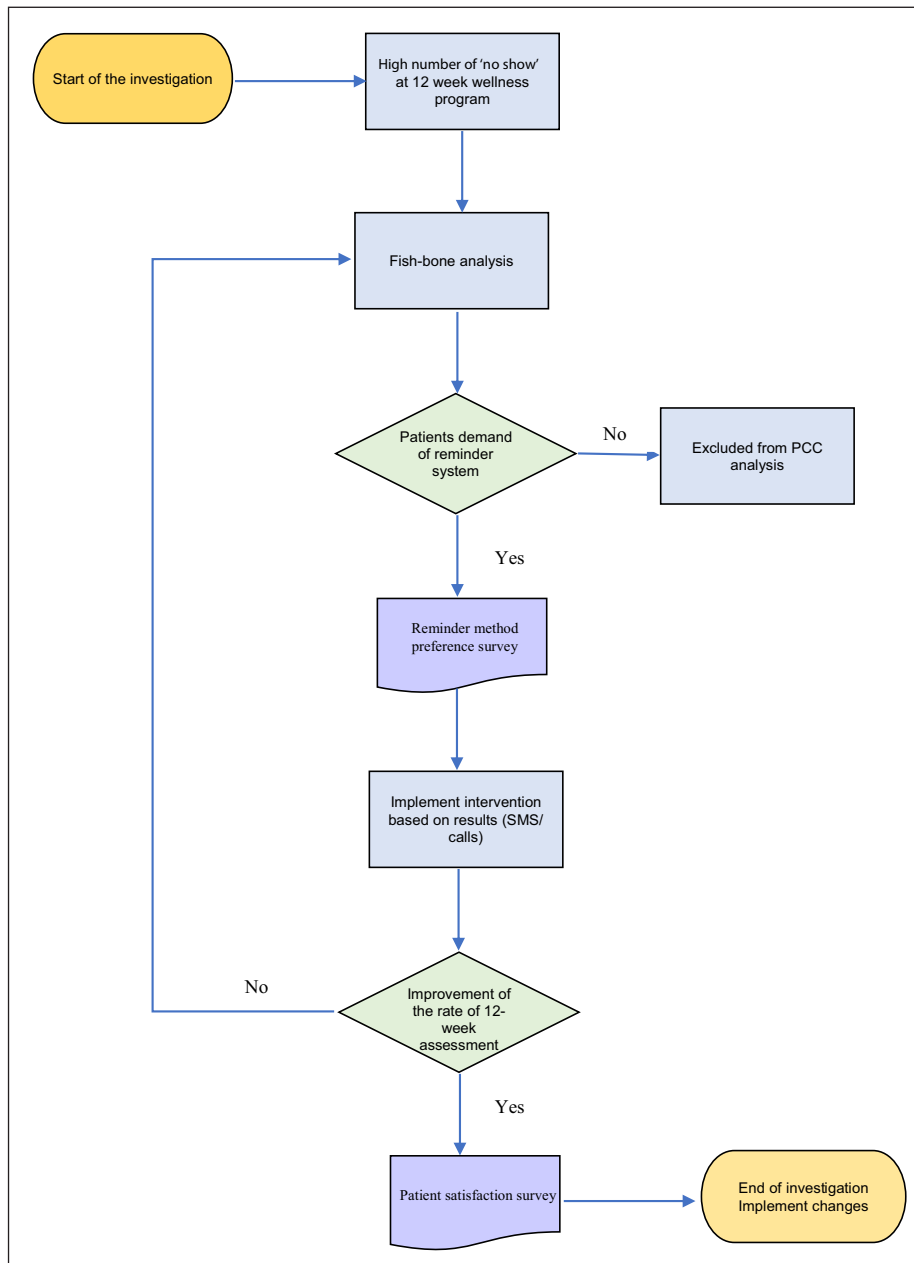 Start of the investigation
High number of 'no show'
at 12 week wellness
program
Fish-bone analysis
Patients demand
of reminder
system
No
Excluded from PCC
analysis
Yes
Reminder method
preference survey
Implement intervention
based on results (SMS/
calls)
No
Improvement of
the rate of 12-
week
assessment
Yes
Patient satisfaction survey
End of investigation
Implement changes